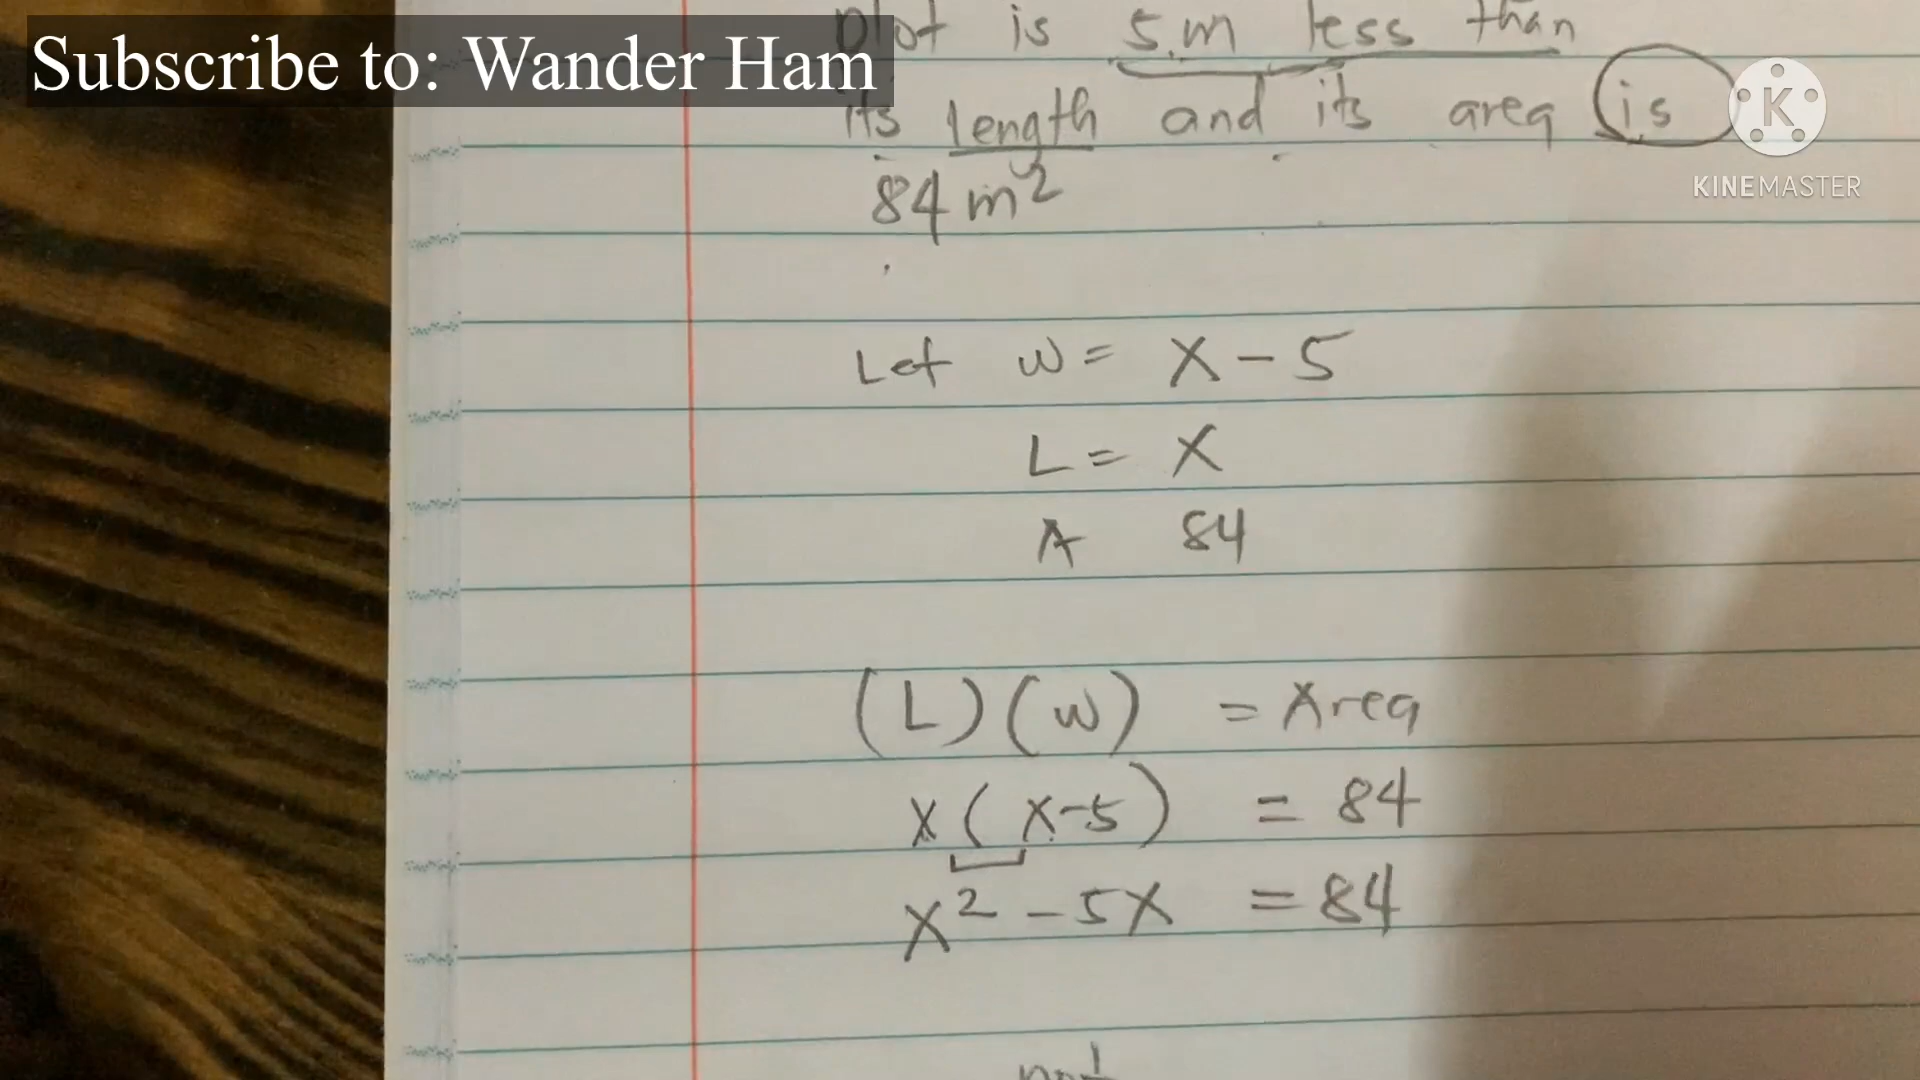 Subscribe to: Wander Ham
plot is 5 m less than
its length and its area is
84 m²
KINEMASTER
Let w = x - 5
L = x
A 84
(L)(w) = Area
x(x-5) = 84
x² - 5x = 84
not